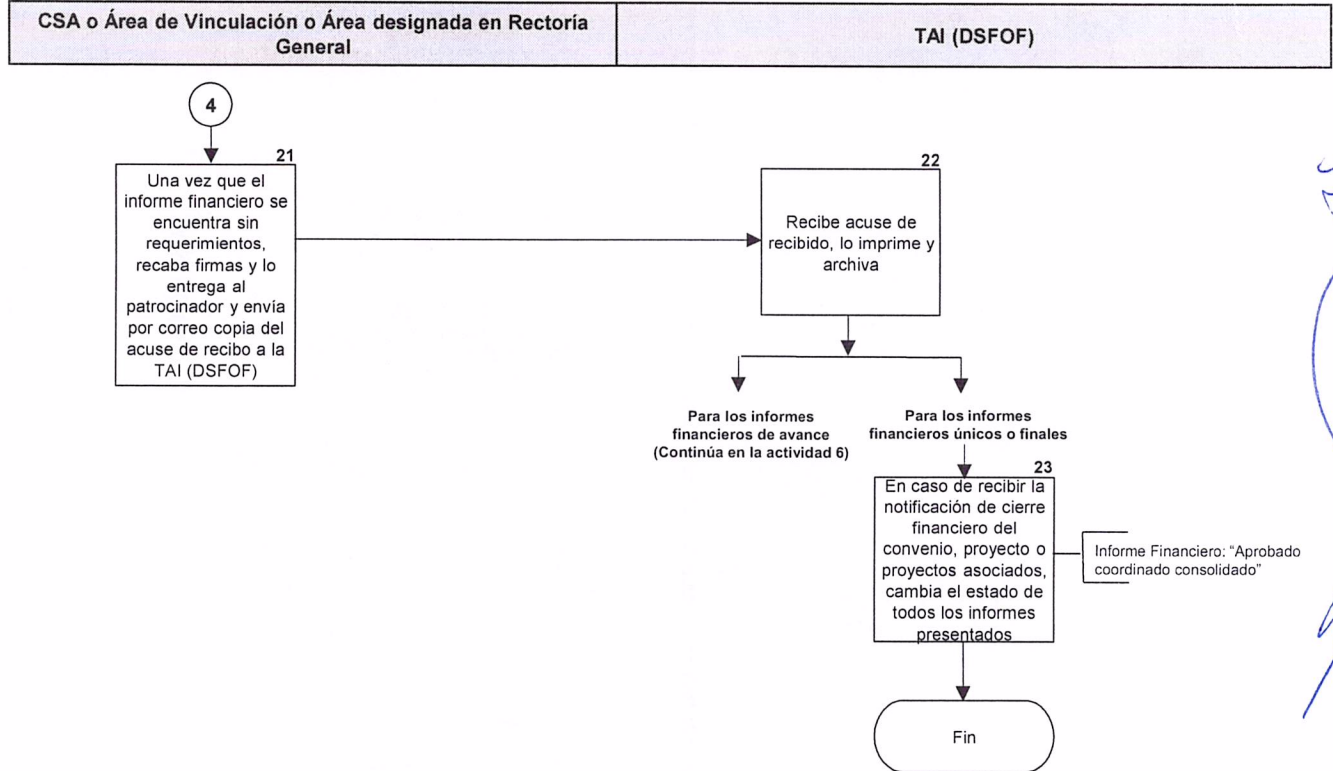 CSA o Área de Vinculación o Área designada en Rectoría
General
TAI (DSFOF)
4
21
Una vez que el
informe financiero se
encuentra sin
requerimientos,
recaba firmas y lo
entrega al
patrocinador y envía
por correo copia del
acuse de recibo a la
TAI (DSFOF)
22
Recibe acuse de
recibido, lo imprime y
archiva
Para los informes
financieros de avance
(Continúa en la actividad 6)
Para los informes
financieros únicos o finales
23
En caso de recibir la
notificación de cierre
financiero del
convenio, proyecto o
proyectos asociados,
cambia el estado de
todos los informes
presentados
Informe Financiero: “Aprobado
coordinado consolidado”
Fin